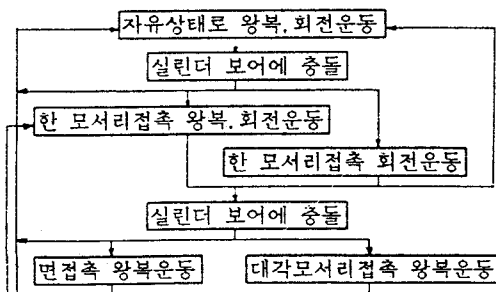 자유상태로 왕복.회전운동
실린더 보어에 충돌
한 모서리접촉 왕복.회전운동
한 모서리접촉 회전운동
실린더 보어에 충돌
면접촉 왕복운동
대각모서리접촉 왕복운동